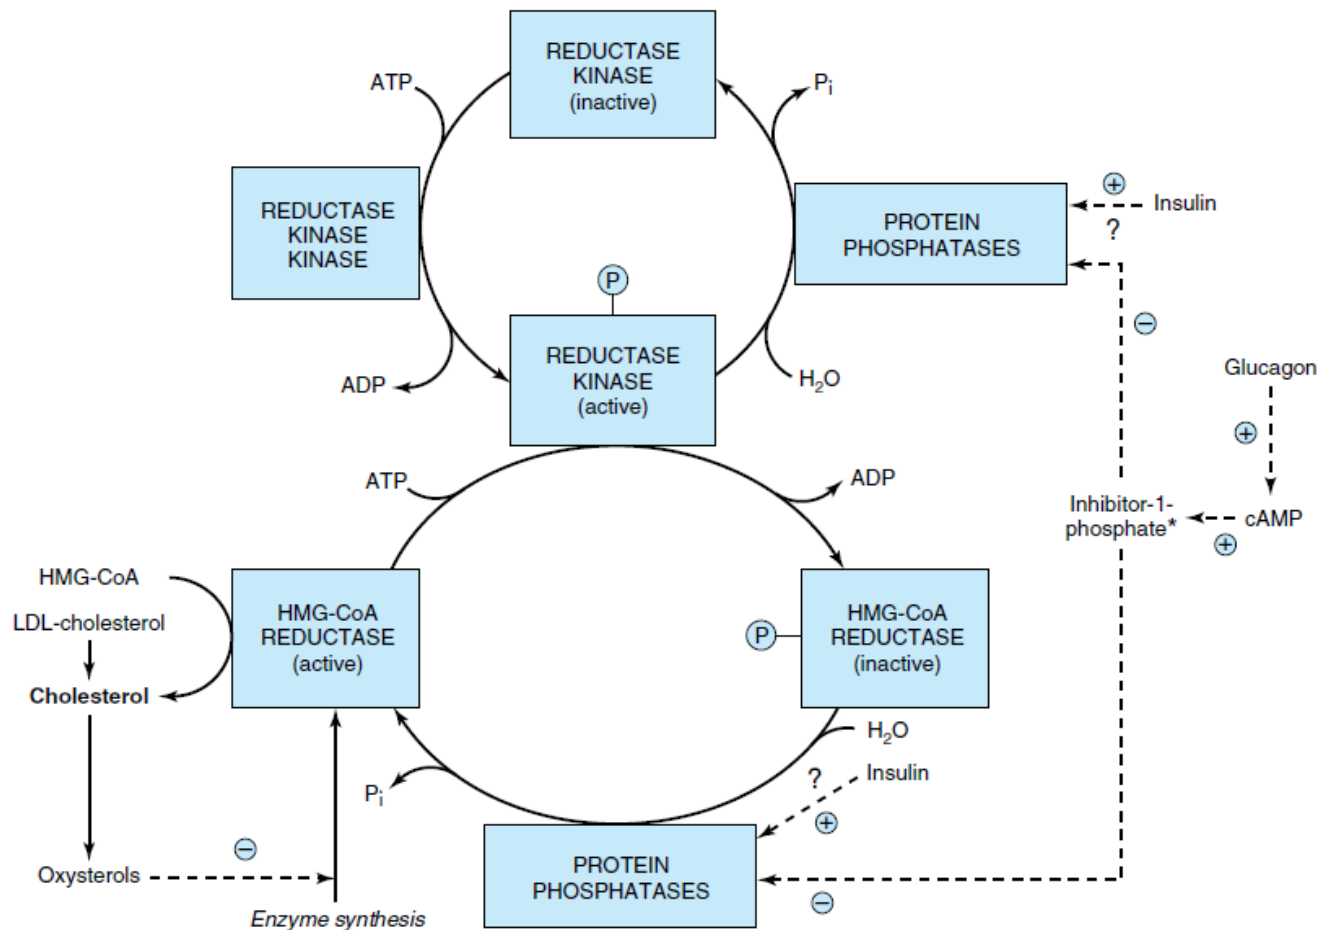 REDUCTASE
KINASE
(inactive)
ATP
Pi
REDUCTASE
KINASE
KINASE
PROTEIN
PHOSPHATASES
+
Insulin
?
P
−
REDUCTASE
KINASE
(active)
ADP
H2O
Glucagon
+
ATP
ADP
Inhibitor-1-
phosphate*
cAMP
+
HMG-CoA
LDL-cholesterol
Cholesterol
HMG-CoA
REDUCTASE
(active)
P
HMG-CoA
REDUCTASE
(inactive)
H2O
Pi
?
Insulin
+
Oxysterols
−
Enzyme synthesis
PROTEIN
PHOSPHATASES
−